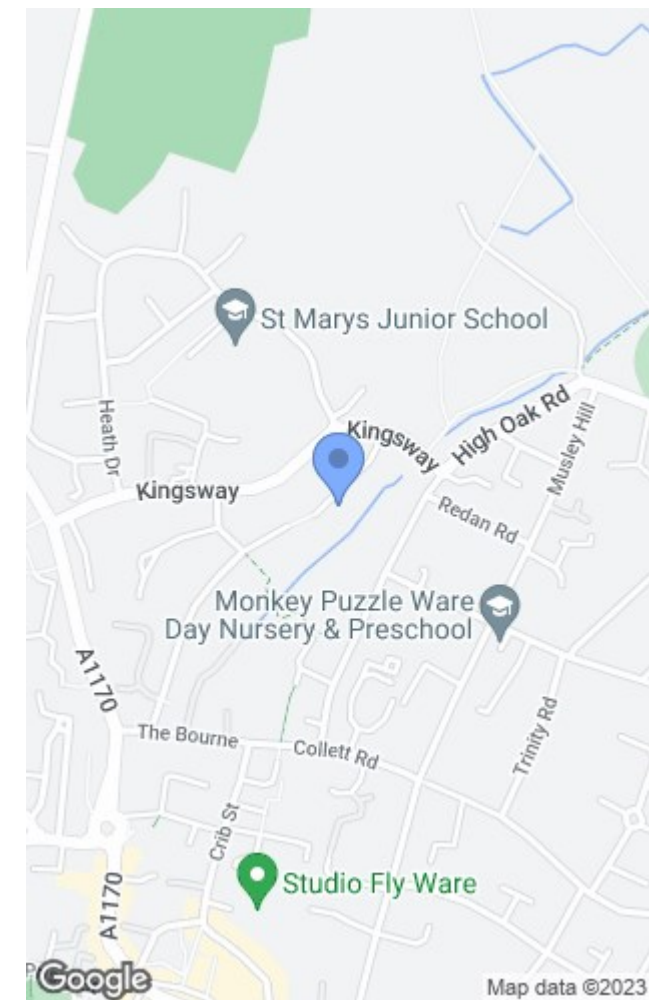 St Marys Junior School
Heath Dr
Kingsway
High Oak Rd
Musley Hill
Kingsway
Redan Rd
Monkey Puzzle Ware
Day Nursery & Preschool
A1170
The Bourne
Collett Rd
Trinity Rd
Crib St
Studio Fly Ware
A1170
P
Google
Map data ©2023